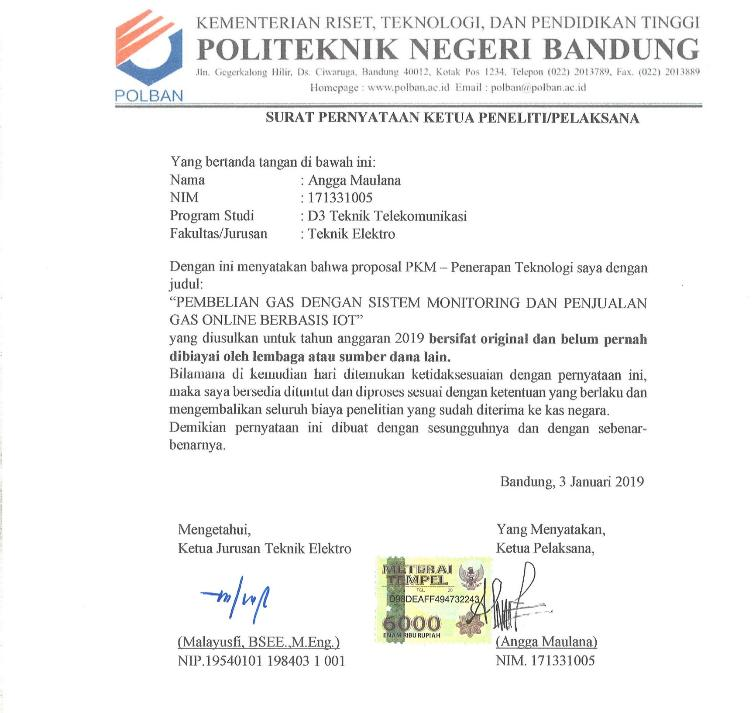 KEMENTERIAN RISET, TEKNOLOGI, DAN PENDIDIKAN TINGGI
POLITEKNIK NEGERI BANDUNG
Jln. Gegerkalong Hilir, Ds. Ciwaruga, Bandung 40012, Kotak Pos 1234, Telepon (022) 2013789, Fax. (022) 2013889
Homepage : www.polban.ac.id Email : polban@polban.ac.id
POLBAN
SURAT PERNYATAAN KETUA PENELITI/PELAKSANA
Yang bertanda tangan di bawah ini:
Nama : Angga Maulana
NIM : 171331005
Program Studi : D3 Teknik Telekomunikasi
Fakultas/Jurusan : Teknik Elektro
Dengan ini menyatakan bahwa proposal PKM – Penerapan Teknologi saya dengan
judul:
“PEMBELIAN GAS DENGAN SISTEM MONITORING DAN PENJUALAN
GAS ONLINE BERBASIS IOT”
yang diusulkan untuk tahun anggaran 2019 bersifat original dan belum pernah
dibiayai oleh lembaga atau sumber dana lain.
Bilamana di kemudian hari ditemukan ketidaksesuaian dengan pernyataan ini,
maka saya bersedia dituntut dan diproses sesuai dengan ketentuan yang berlaku dan
mengembalikan seluruh biaya penelitian yang sudah diterima ke kas negara.
Demikian pernyataan ini dibuat dengan sesungguhnya dan dengan sebenar-
benarnya.
Bandung, 3 Januari 2019
Mengetahui,
Ketua Jurusan Teknik Elektro
Yang Menyatakan,
Ketua Pelaksana,
METERAI
TEMPEL
TGL. 20
D98DEAFF494732243
6000
ENAM RIBU RUPIAH
(Malayusfi, BSEE.,M.Eng.)
NIP.19540101 198403 1 001
(Angga Maulana)
NIM. 171331005